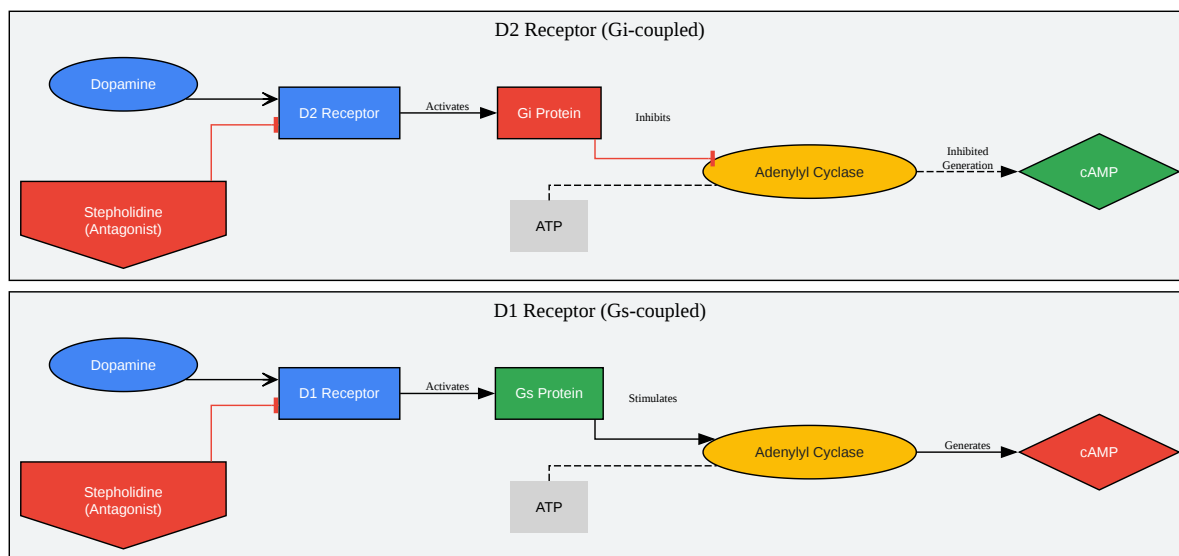 D2 Receptor (Gi-coupled)
Dopamine
D2 Receptor
Activates
Gi Protein
Inhibits
Adenylyl Cyclase
Inhibited
Generation
cAMP
Stepholidine
(Antagonist)
ATP
D1 Receptor (Gs-coupled)
Dopamine
D1 Receptor
Activates
Gs Protein
Stimulates
Adenylyl Cyclase
Generates
cAMP
Stepholidine
(Antagonist)
ATP